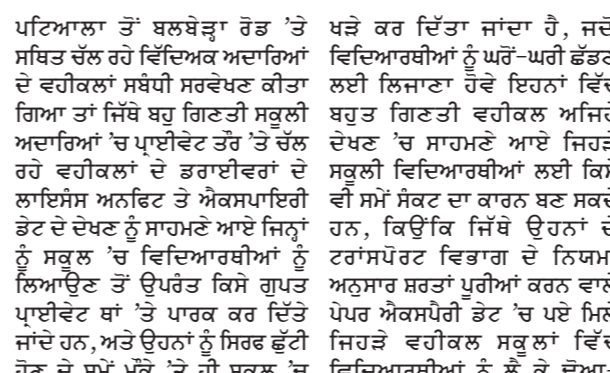 ਪਟਿਆਲਾ ਤੋਂ ਬਲਬੇੜ੍ਹਾ ਰੋਡ ’ਤੇ
ਸਥਿਤ ਚੱਲ ਰਹੇ ਵਿੱਦਿਅਕ ਅਦਾਰਿਆਂ
ਦੇ ਵਹੀਕਲਾਂ ਸਬੰਧੀ ਸਰਵੇਖਣ ਕੀਤਾ
ਗਿਆ ਤਾਂ ਜਿੱਥੇ ਬਹੁ ਗਿਣਤੀ ਸਕੂਲੀ
ਅਦਾਰਿਆਂ ’ਚ ਪ੍ਰਾਈਵੇਟ ਤੌਰ ’ਤੇ ਚੱਲ
ਰਹੇ ਵਹੀਕਲਾਂ ਦੇ ਡਰਾਈਵਰਾਂ ਦੇ
ਲਾਇਸੰਸ ਅਨਫਿਟ ਤੇ ਐਕਸਪਾਇਰੀ
ਡੇਟ ਦੇ ਦੇਖਣ ਨੂੰ ਸਾਹਮਣੇ ਆਏ ਜਿਨ੍ਹਾਂ
ਨੂੰ ਸਕੂਲ ’ਚ ਵਿਦਿਆਰਥੀਆਂ ਨੂੰ
ਲਿਆਉਣ ਤੋਂ ਉਪਰੰਤ ਕਿਸੇ ਗੁਪਤ
ਪ੍ਰਾਈਵੇਟ ਥਾਂ ’ਤੇ ਪਾਰਕ ਕਰ ਦਿੱਤੇ
ਜਾਂਦੇ ਹਨ, ਅਤੇ ਉਹਨਾਂ ਨੂੰ ਸਿਰਫ ਛੁੱਟੀ
ਹੋਣ ਦੇ ਸਮੇਂ ਮੌਕੇ ’ਤੇ ਹੀ ਸਕੂਲ ’ਚ
ਖੜੇ ਕਰ ਦਿੱਤਾ ਜਾਂਦਾ ਹੈ, ਜਦੋਂ
ਵਿਦਿਆਰਥੀਆਂ ਨੂੰ ਘਰੋਂ-ਘਰੀ ਛੱਡਣ
ਲਈ ਲਿਜਾਣਾ ਹੋਵੇ ਇਹਨਾਂ ਵਿੱਚ
ਬਹੁਤ ਗਿਣਤੀ ਵਹੀਕਲ ਅਜਿਹੇ
ਦੇਖਣ ’ਚ ਸਾਹਮਣੇ ਆਏ ਜਿਹੜੇ
ਸਕੂਲੀ ਵਿਦਿਆਰਥੀਆਂ ਲਈ ਕਿਸੇ
ਵੀ ਸਮੇਂ ਸੰਕਟ ਦਾ ਕਾਰਨ ਬਣ ਸਕਦੇ
ਹਨ, ਕਿਉਂਕਿ ਜਿੱਥੇ ਉਹਨਾਂ ਦੇ
ਟਰਾਂਸਪੋਰਟ ਵਿਭਾਗ ਦੇ ਨਿਯਮ
ਅਨੁਸਾਰ ਸ਼ਰਤਾਂ ਪੂਰੀਆਂ ਕਰਨ ਵਾਲੇ
ਪੇਪਰ ਐਕਸਪੈਰੀ ਡੇਟ ’ਚ ਪਏ ਮਿਲੇ
ਜਿਹੜੇ ਵਹੀਕਲ ਸਕੂਲਾਂ ਵਿੱਚ
ਵਿਦਿਆਰਥੀਆਂ ਨੂੰ ਲੈ ਕੇ